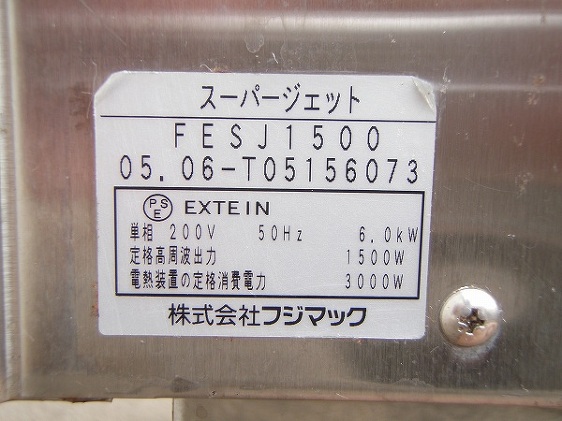 スーパージェット
FESJ1500
05.06-T05156073
PSE EXTEIN
単相 200V 50Hz 6.0kW
定格高周波出力 1500W
電熱装置の定格消費電力 3000W
株式会社フジマック